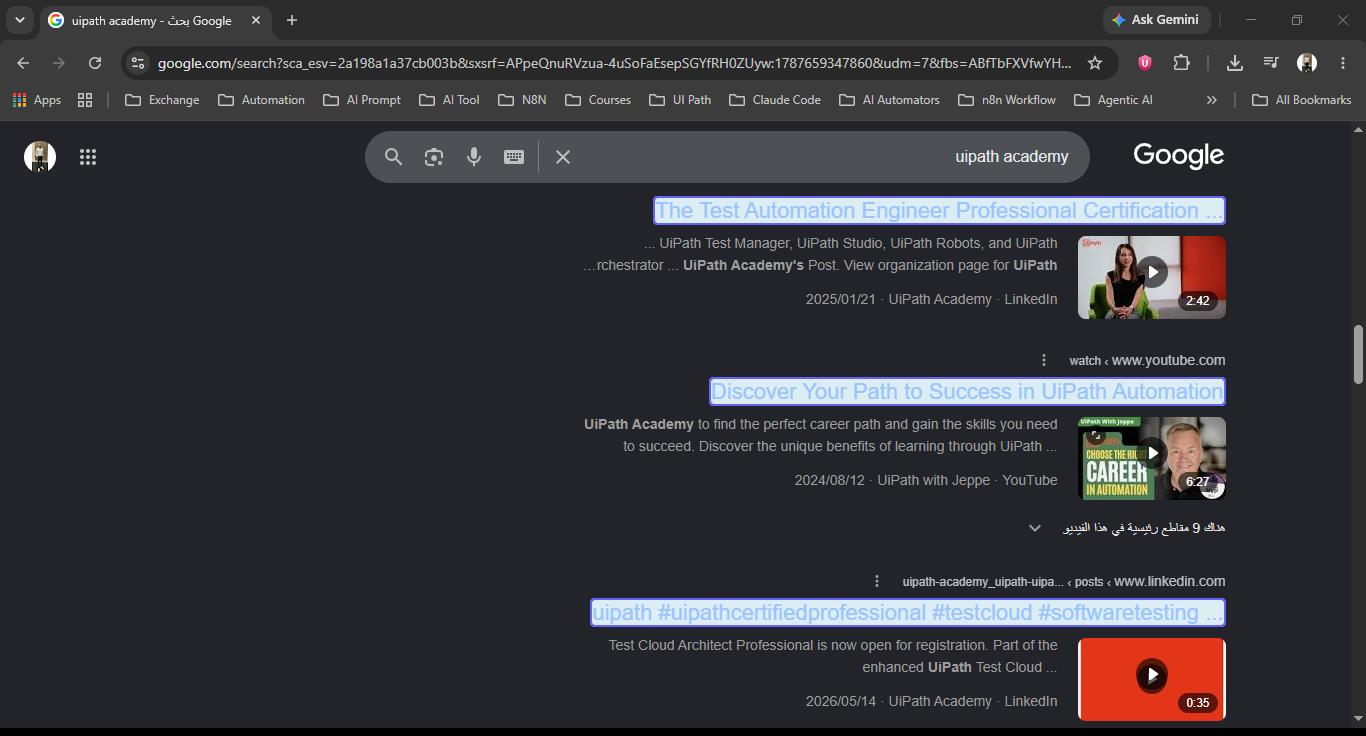 uipath academy - بحث Google
Ask Gemini
google.com/search?sca_esv=2a198a1a37cb003b&sxsrf=APpeQnuRVzua-4uSoFaEsepSGYfRH0ZUyw:1787659347860&udm=7&fbs=ABfTbFXVfwYH...
Apps
Exchange
Automation
AI Prompt
AI Tool
N8N
Courses
UI Path
Claude Code
AI Automators
n8n Workflow
Agentic AI
All Bookmarks
uipath academy
Google
The Test Automation Engineer Professional Certification ...
... UiPath Test Manager, UiPath Studio, UiPath Robots, and UiPath
...rchestrator ... UiPath Academy's Post. View organization page for UiPath
2025/01/21 · UiPath Academy · LinkedIn
2:42
watch ‹ www.youtube.com
Discover Your Path to Success in UiPath Automation
UiPath Academy to find the perfect career path and gain the skills you need
to succeed. Discover the unique benefits of learning through UiPath ...
2024/08/12 · UiPath with Jeppe · YouTube
UiPath With Jeppe
CHOOSE THE RIGHT
CAREER
IN AUTOMATION
6:27
هناك 9 مقاطع رئيسية في هذا الفيديو
uipath-academy_uipath-uipa... ‹ posts ‹ www.linkedin.com
uipath #uipathcertifiedprofessional #testcloud #softwaretesting ...
Test Cloud Architect Professional is now open for registration. Part of the
enhanced UiPath Test Cloud ...
2026/05/14 · UiPath Academy · LinkedIn
0:35